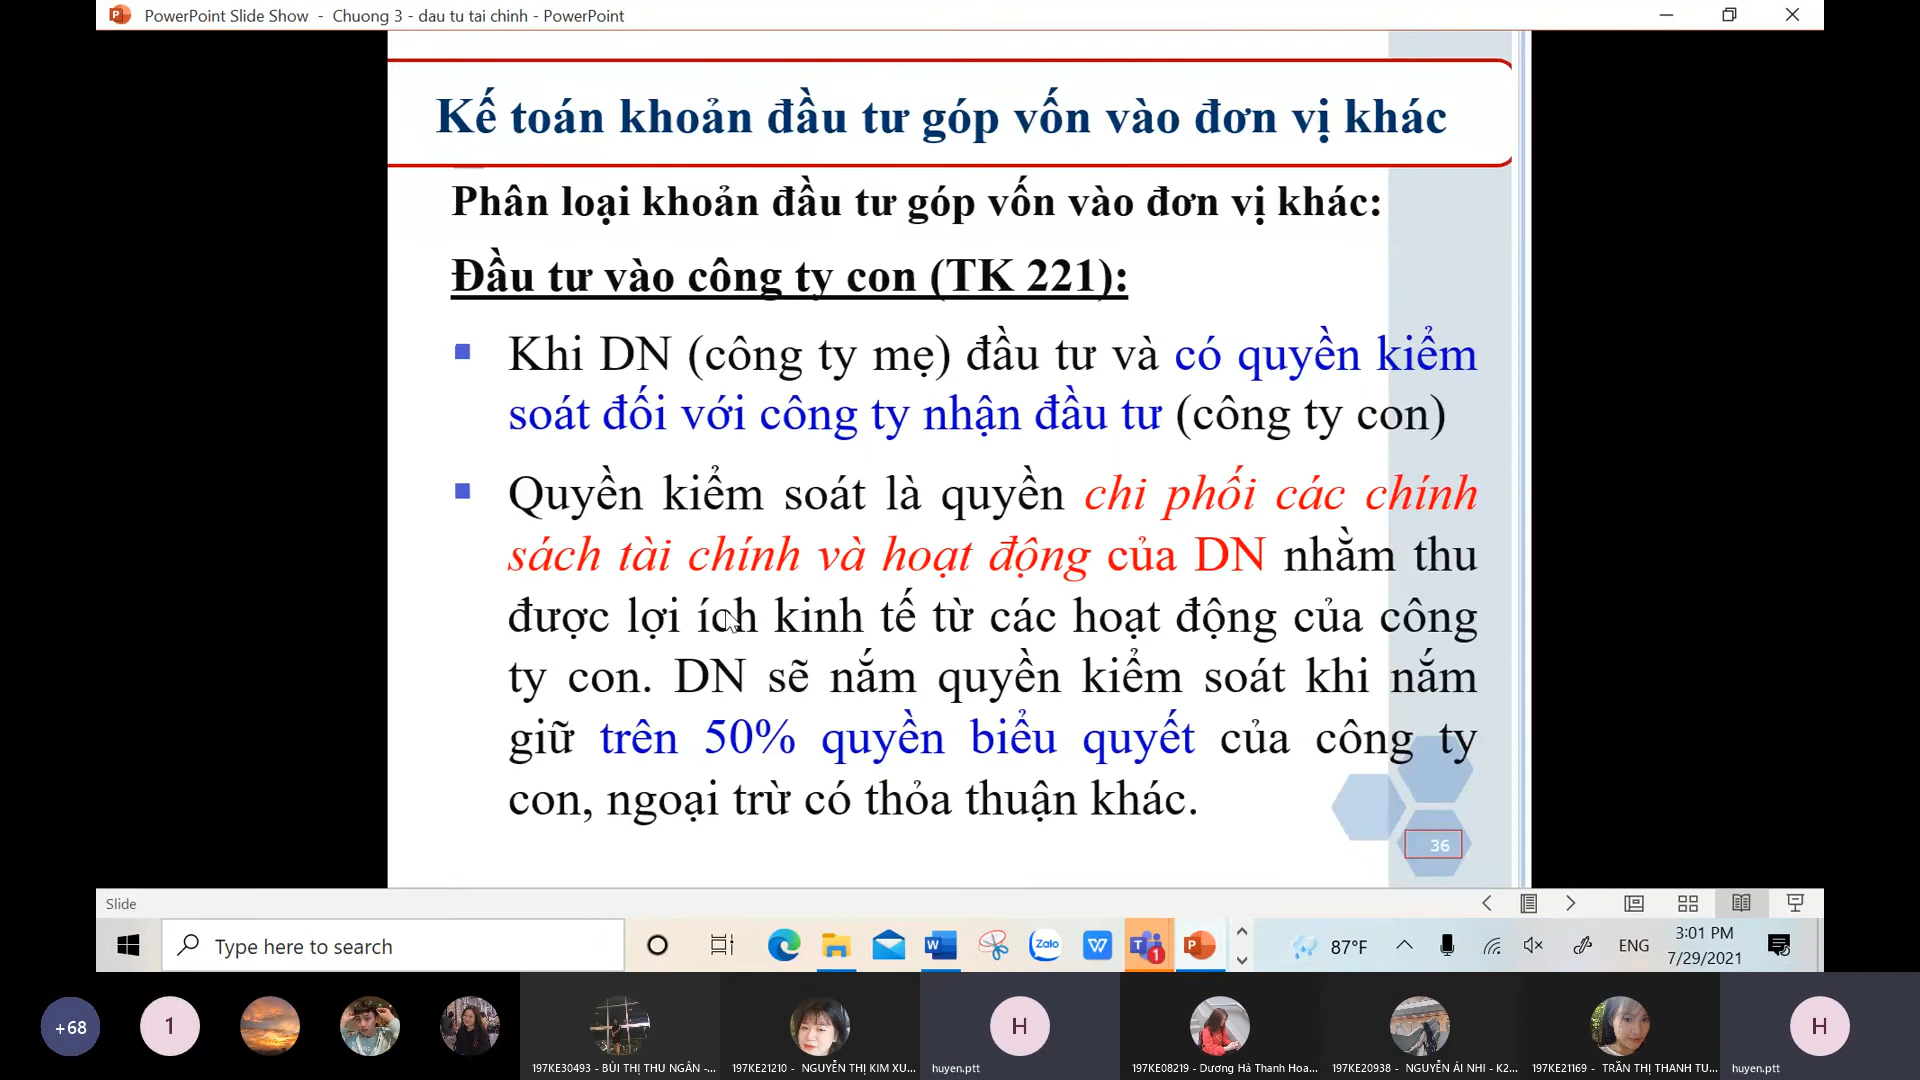 PowerPoint Slide Show - Chuong 3 - dau tu tai chinh - PowerPoint
Kế toán khoản đầu tư góp vốn vào đơn vị khác
Phân loại khoản đầu tư góp vốn vào đơn vị khác:
Đầu tư vào công ty con (TK 221):
Khi DN (công ty mẹ) đầu tư và có quyền kiểm
soát đối với công ty nhận đầu tư (công ty con)
Quyền kiểm soát là quyền chi phối các chính
sách tài chính và hoạt động của DN nhằm thu
được lợi ích kinh tế từ các hoạt động của công
ty con. DN sẽ nắm quyền kiểm soát khi nắm
giữ trên 50% quyền biểu quyết của công ty
con, ngoại trừ có thỏa thuận khác.
36
Slide
Type here to search
Zalo
1
87°F
ENG
3:01 PM
7/29/2021
+68
1
H
H
197KE30493 - BÙI THỊ THU NGÂN -...
197KE21210 - NGUYỄN THỊ KIM XU...
huyen.ptt
197KE08219 - Dương Hà Thanh Hoa...
197KE20938 - NGUYỄN ÁI NHI - K2...
197KE21169 - TRẦN THỊ THANH TU...
huyen.ptt